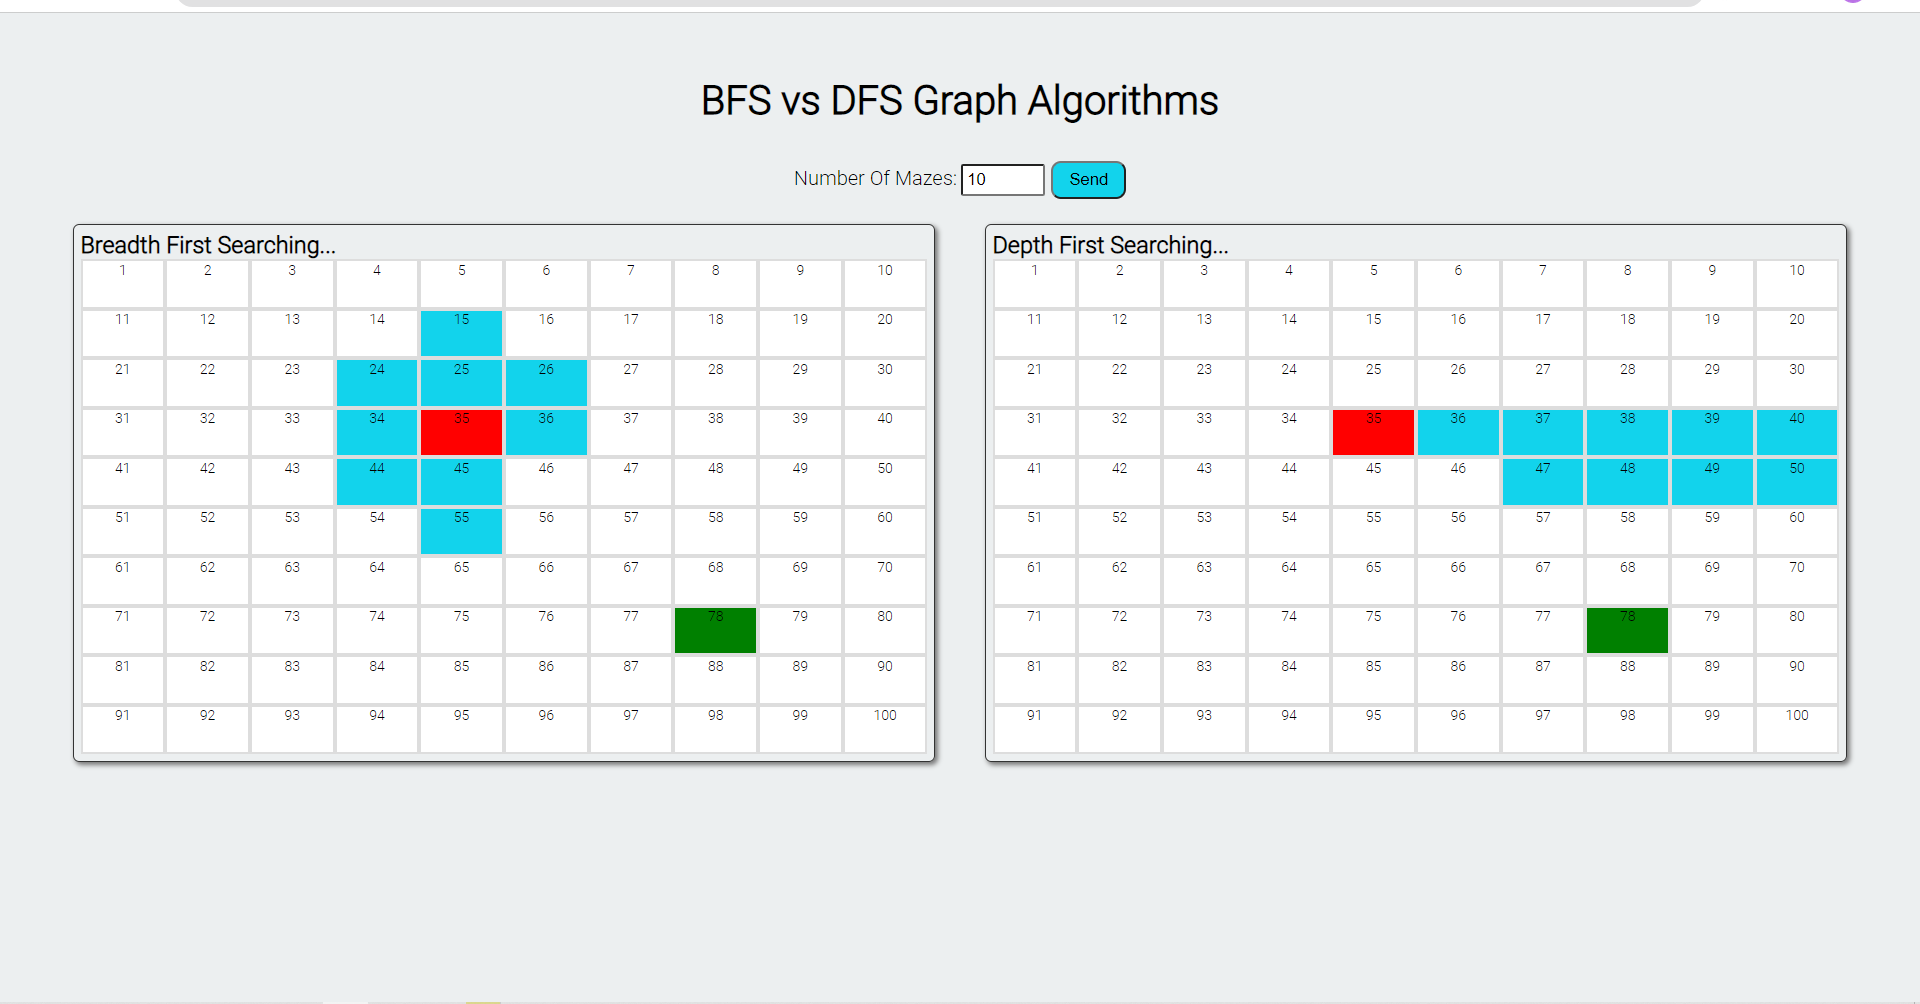 BFS vs DFS Graph Algorithms
Number Of Mazes: 10 Send
Breadth First Searching...
1 2 3 4 5 6 7 8 9 10
11 12 13 14 15 16 17 18 19 20
21 22 23 24 25 26 27 28 29 30
31 32 33 34 35 36 37 38 39 40
41 42 43 44 45 46 47 48 49 50
51 52 53 54 55 56 57 58 59 60
61 62 63 64 65 66 67 68 69 70
71 72 73 74 75 76 77 78 79 80
81 82 83 84 85 86 87 88 89 90
91 92 93 94 95 96 97 98 99 100
Depth First Searching...
1 2 3 4 5 6 7 8 9 10
11 12 13 14 15 16 17 18 19 20
21 22 23 24 25 26 27 28 29 30
31 32 33 34 35 36 37 38 39 40
41 42 43 44 45 46 47 48 49 50
51 52 53 54 55 56 57 58 59 60
61 62 63 64 65 66 67 68 69 70
71 72 73 74 75 76 77 78 79 80
81 82 83 84 85 86 87 88 89 90
91 92 93 94 95 96 97 98 99 100